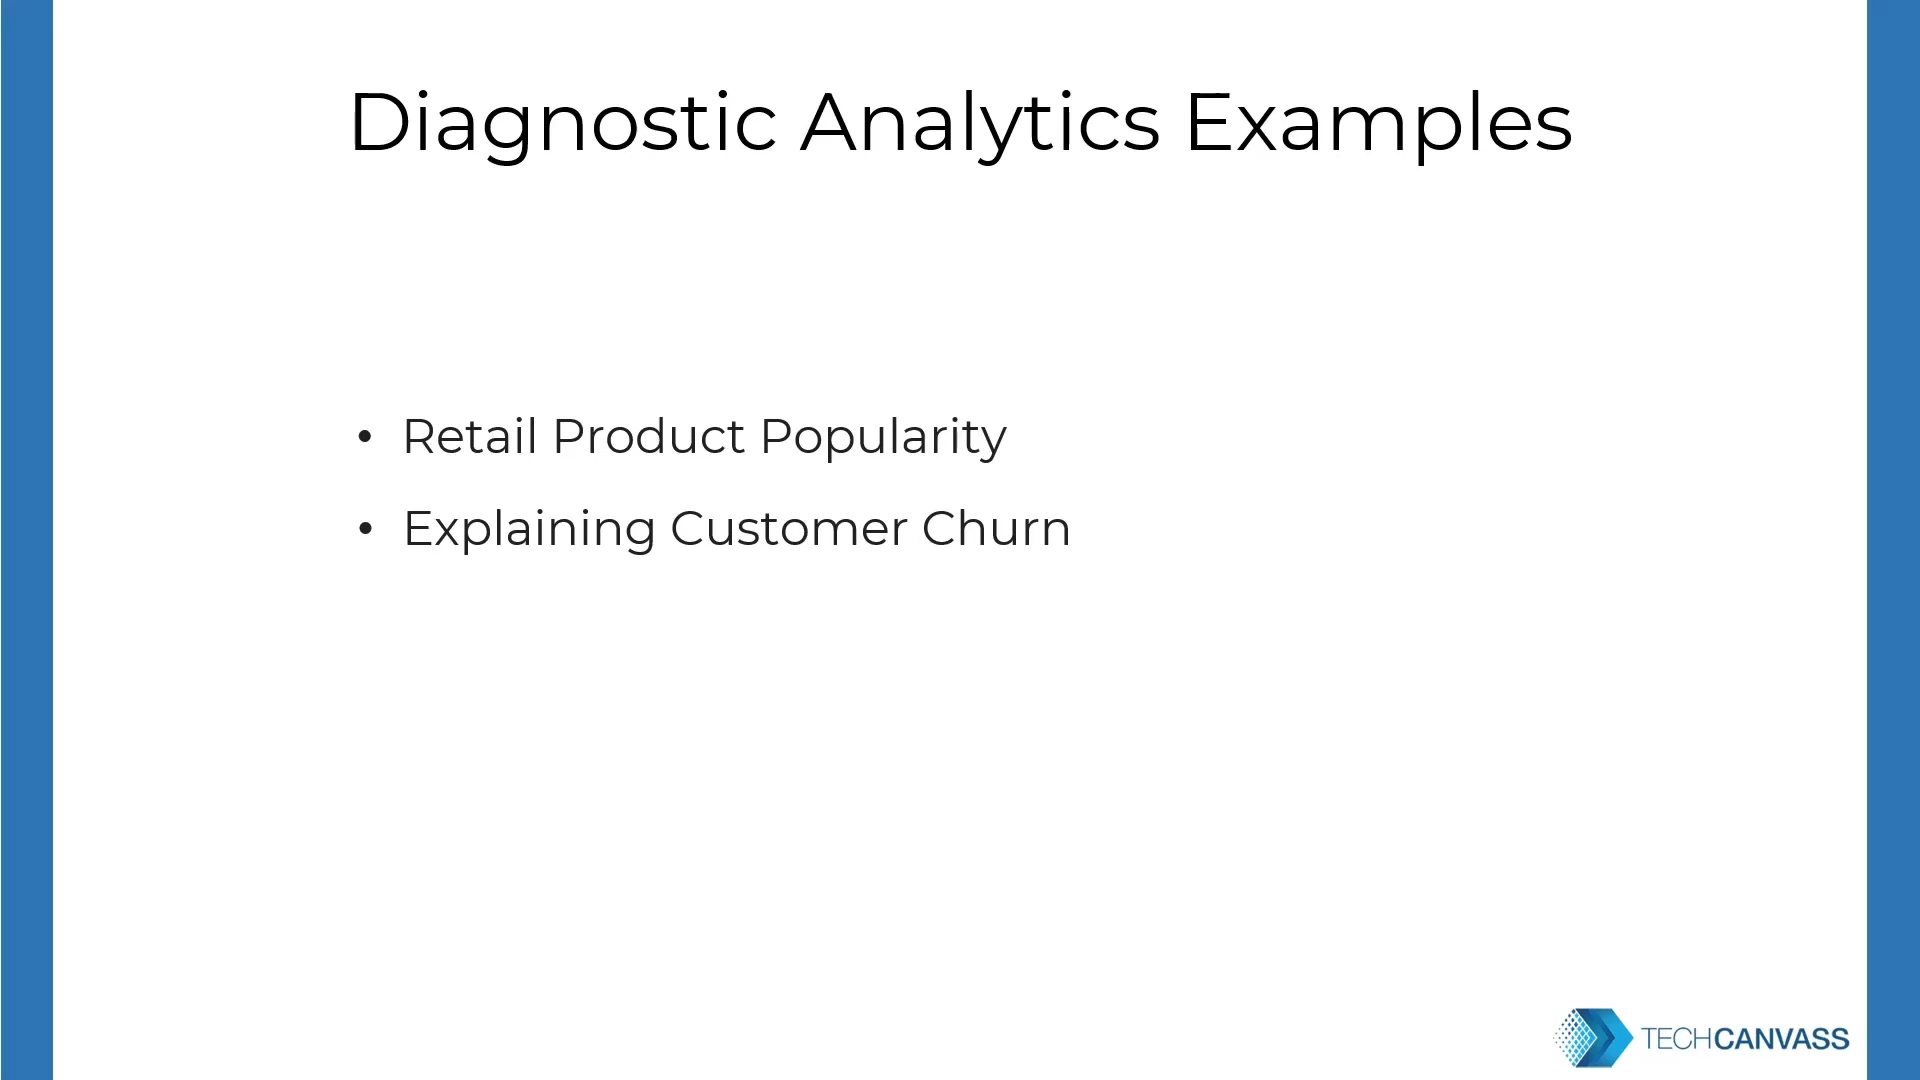 Diagnostic Analytics Examples
• Retail Product Popularity
• Explaining Customer Churn
TECHCANVASS